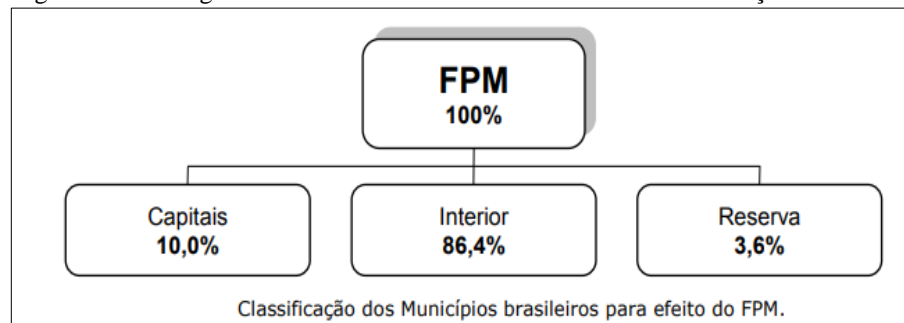 FPM
100%
Capitais
10,0%
Interior
86,4%
Reserva
3,6%
Classificação dos Municípios brasileiros para efeito do FPM.